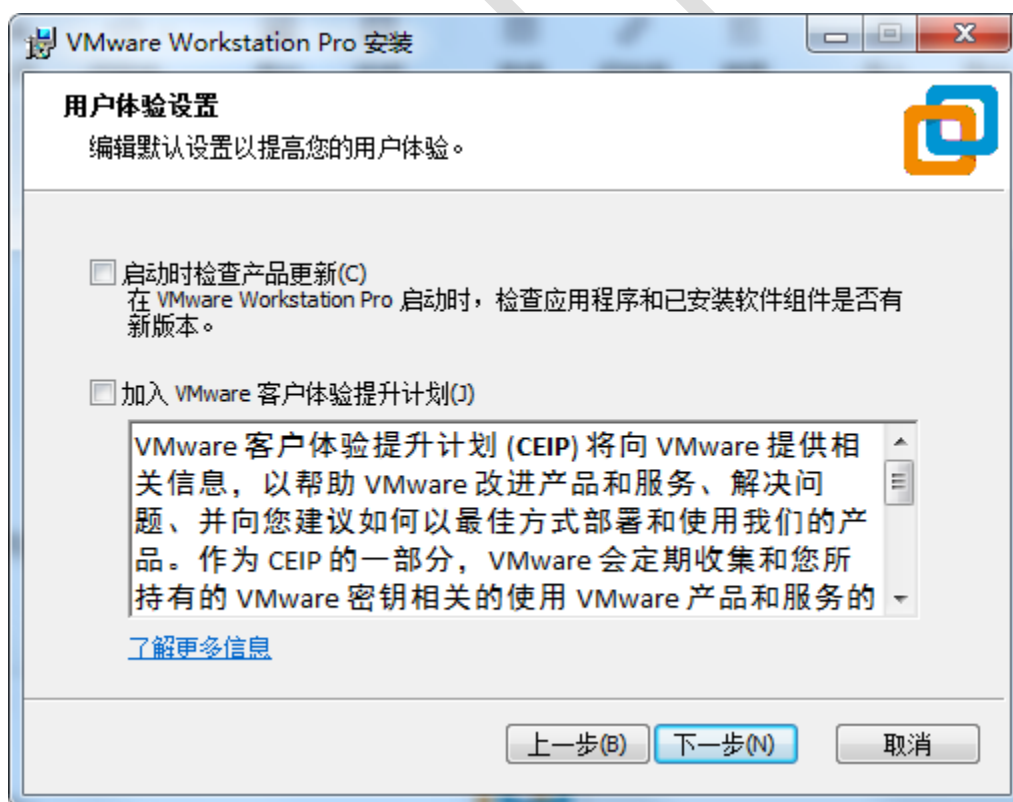 VMware Workstation Pro 安装
用户体验设置
编辑默认设置以提高您的用户体验。
启动时检查产品更新(C)
在 VMware Workstation Pro 启动时，检查应用程序和已安装软件组件是否有
新版本。
加入 VMware 客户体验提升计划(J)
VMware 客户体验提升计划 (CEIP) 将向 VMware 提供相
关信息，以帮助 VMware 改进产品和服务、解决问
题、并向您建议如何以最佳方式部署和使用我们的产
品。作为 CEIP 的一部分，VMware 会定期收集和您所
持有的 VMware 密钥相关的使用 VMware 产品和服务的
了解更多信息
上一步(B) 下一步(N) 取消